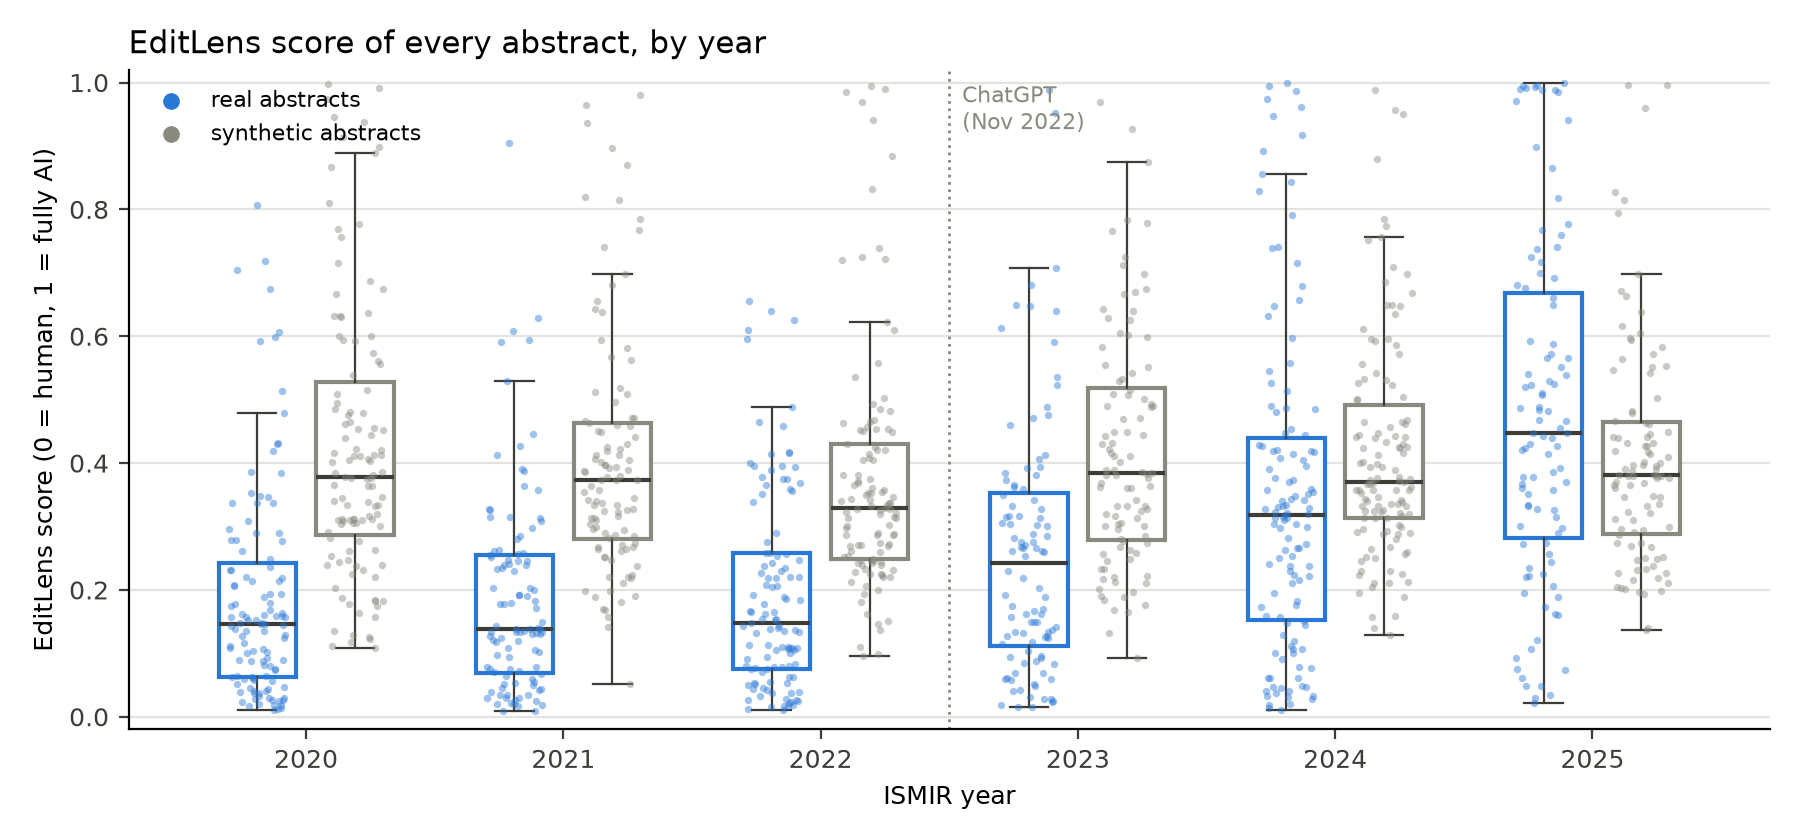 EditLens score of every abstract, by year
EditLens score (0 = human, 1 = fully AI)
1.0
0.8
0.6
0.4
0.2
0.0
real abstracts
synthetic abstracts
ChatGPT
(Nov 2022)
2020
2021
2022
2023
2024
2025
ISMIR year